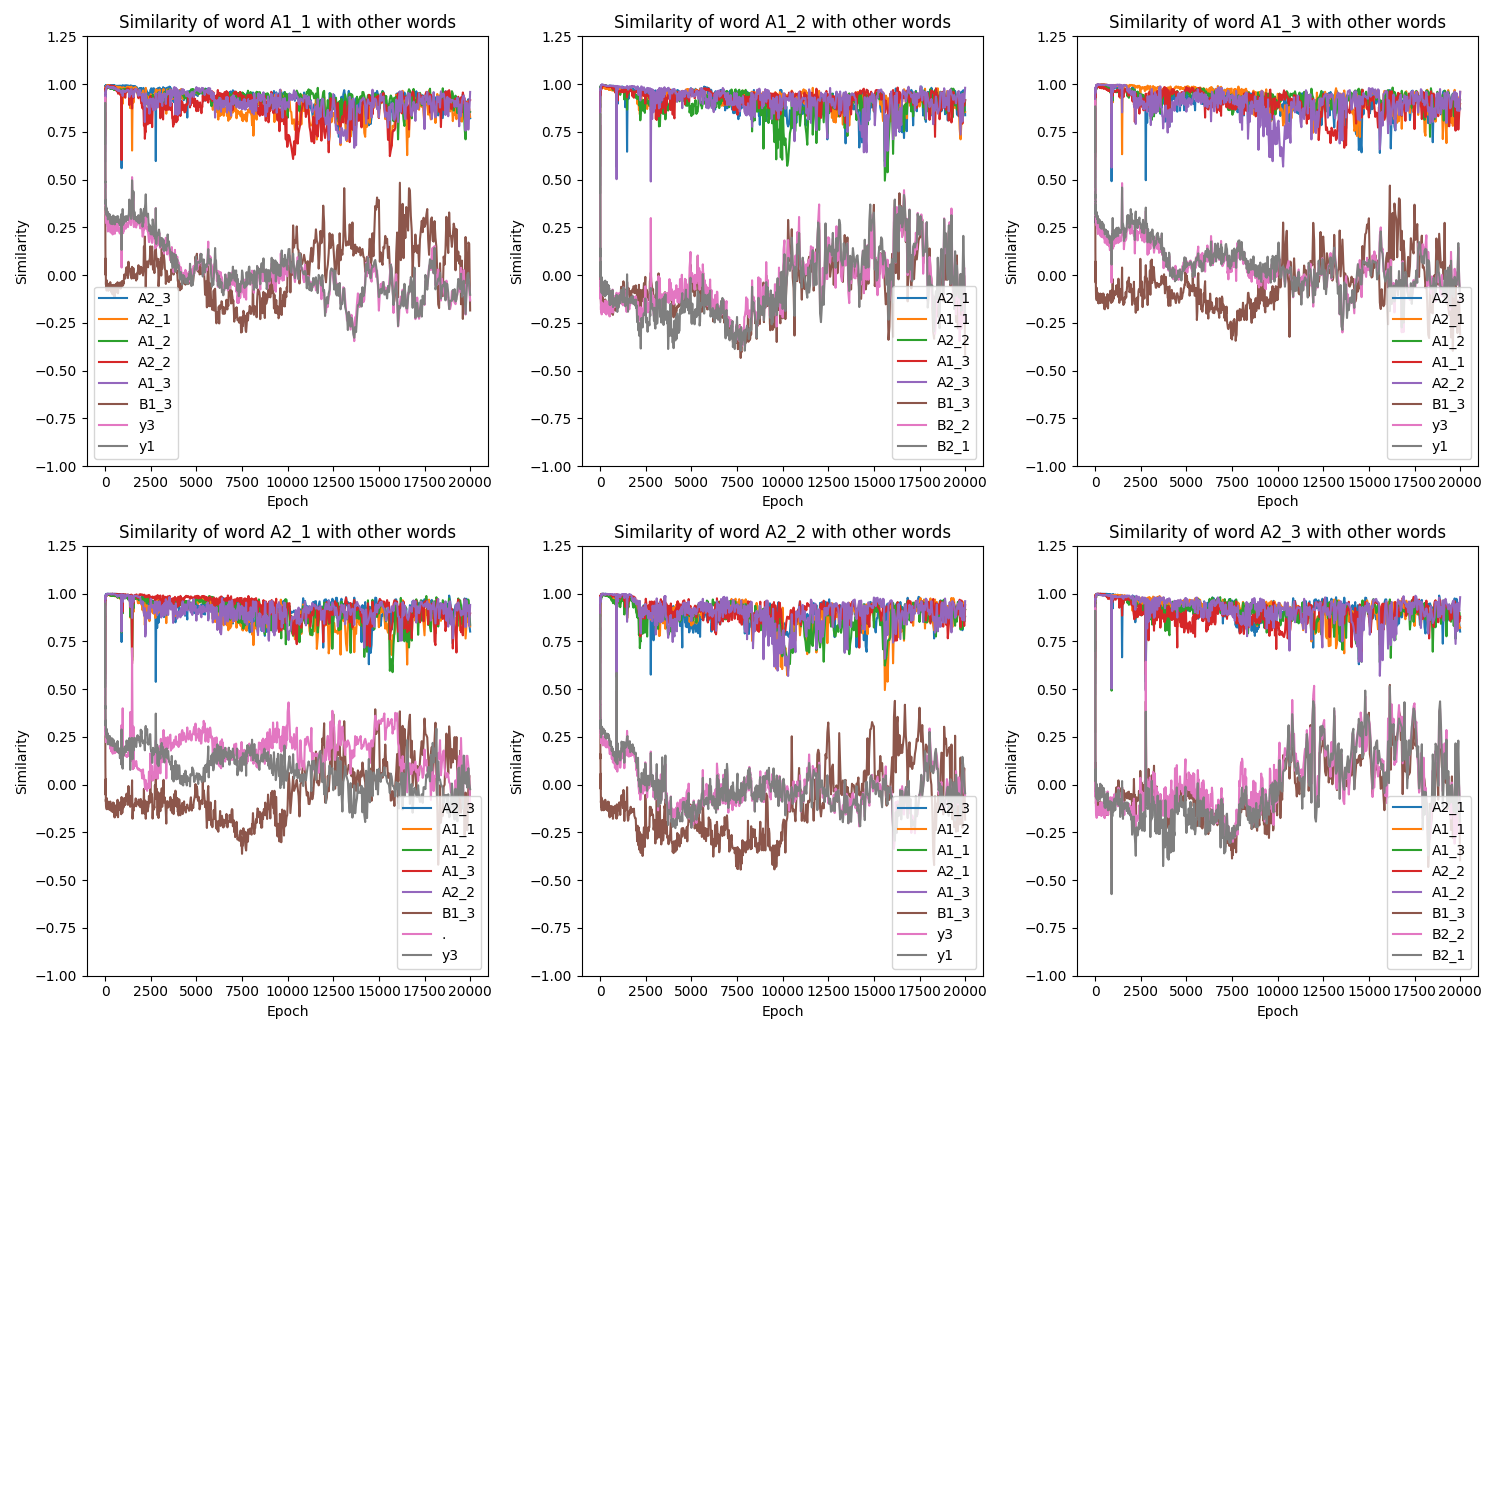 Similarity of word A1_1 with other words
1.25
1.00
0.75
0.50
0.25
0.00
−0.25
−0.50
−0.75
−1.00
Similarity
A2_3
A2_1
A1_2
A2_2
A1_3
B1_3
y3
y1
0 2500 5000 7500 10000 12500 15000 17500 20000
Epoch
Similarity of word A1_2 with other words
1.25
1.00
0.75
0.50
0.25
0.00
−0.25
−0.50
−0.75
−1.00
Similarity
A2_1
A1_1
A2_2
A1_3
A2_3
B1_3
B2_2
B2_1
0 2500 5000 7500 10000 12500 15000 17500 20000
Epoch
Similarity of word A1_3 with other words
1.25
1.00
0.75
0.50
0.25
0.00
−0.25
−0.50
−0.75
−1.00
Similarity
A2_3
A2_1
A1_2
A1_1
A2_2
B1_3
y3
y1
0 2500 5000 7500 10000 12500 15000 17500 20000
Epoch
Similarity of word A2_1 with other words
1.25
1.00
0.75
0.50
0.25
0.00
−0.25
−0.50
−0.75
−1.00
Similarity
A2_3
A1_1
A1_2
A1_3
A2_2
B1_3
.
y3
0 2500 5000 7500 10000 12500 15000 17500 20000
Epoch
Similarity of word A2_2 with other words
1.25
1.00
0.75
0.50
0.25
0.00
−0.25
−0.50
−0.75
−1.00
Similarity
A2_3
A1_2
A1_1
A2_1
A1_3
B1_3
y3
y1
0 2500 5000 7500 10000 12500 15000 17500 20000
Epoch
Similarity of word A2_3 with other words
1.25
1.00
0.75
0.50
0.25
0.00
−0.25
−0.50
−0.75
−1.00
Similarity
A2_1
A1_1
A1_3
A2_2
A1_2
B1_3
B2_2
B2_1
0 2500 5000 7500 10000 12500 15000 17500 20000
Epoch